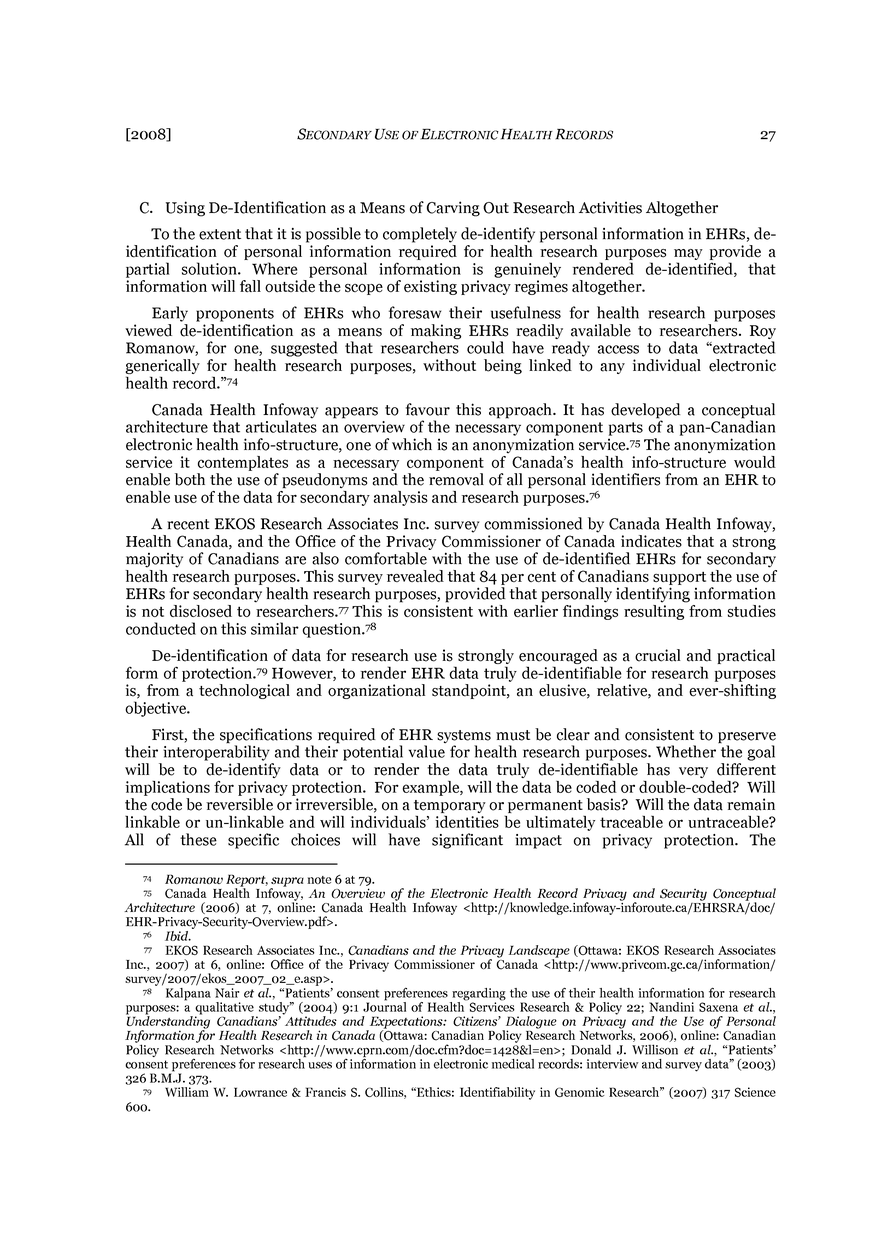 [2008] SECONDARY USE OF ELECTRONIC HEALTH RECORDS 27
C. Using De-Identification as a Means of Carving Out Research Activities Altogether
To the extent that it is possible to completely de-identify personal information in EHRs, de-
identification of personal information required for health research purposes may provide a
partial solution. Where personal information is genuinely rendered de-identified, that
information will fall outside the scope of existing privacy regimes altogether.
Early proponents of EHRs who foresaw their usefulness for health research purposes
viewed de-identification as a means of making EHRs readily available to researchers. Roy
Romanow, for one, suggested that researchers could have ready access to data “extracted
generically for health research purposes, without being linked to any individual electronic
health record.”74
Canada Health Infoway appears to favour this approach. It has developed a conceptual
architecture that articulates an overview of the necessary component parts of a pan-Canadian
electronic health info-structure, one of which is an anonymization service.75 The anonymization
service it contemplates as a necessary component of Canada’s health info-structure would
enable both the use of pseudonyms and the removal of all personal identifiers from an EHR to
enable use of the data for secondary analysis and research purposes.76
A recent EKOS Research Associates Inc. survey commissioned by Canada Health Infoway,
Health Canada, and the Office of the Privacy Commissioner of Canada indicates that a strong
majority of Canadians are also comfortable with the use of de-identified EHRs for secondary
health research purposes. This survey revealed that 84 per cent of Canadians support the use of
EHRs for secondary health research purposes, provided that personally identifying information
is not disclosed to researchers.77 This is consistent with earlier findings resulting from studies
conducted on this similar question.78
De-identification of data for research use is strongly encouraged as a crucial and practical
form of protection.79 However, to render EHR data truly de-identifiable for research purposes
is, from a technological and organizational standpoint, an elusive, relative, and ever-shifting
objective.
First, the specifications required of EHR systems must be clear and consistent to preserve
their interoperability and their potential value for health research purposes. Whether the goal
will be to de-identify data or to render the data truly de-identifiable has very different
implications for privacy protection. For example, will the data be coded or double-coded? Will
the code be reversible or irreversible, on a temporary or permanent basis? Will the data remain
linkable or un-linkable and will individuals’ identities be ultimately traceable or untraceable?
All of these specific choices will have significant impact on privacy protection. The
74 Romanow Report, supra note 6 at 79.
75 Canada Health Infoway, An Overview of the Electronic Health Record Privacy and Security Conceptual
Architecture (2006) at 7, online: Canada Health Infoway <http://knowledge.infoway-inforoute.ca/EHRSRA/doc/
EHR-Privacy-Security-Overview.pdf>.
76 Ibid.
77 EKOS Research Associates Inc., Canadians and the Privacy Landscape (Ottawa: EKOS Research Associates
Inc., 2007) at 6, online: Office of the Privacy Commissioner of Canada <http://www.privcom.gc.ca/information/
survey/2007/ekos_2007_02_e.asp>.
78 Kalpana Nair et al., “Patients’ consent preferences regarding the use of their health information for research
purposes: a qualitative study” (2004) 9:1 Journal of Health Services Research & Policy 22; Nandini Saxena et al.,
Understanding Canadians’ Attitudes and Expectations: Citizens’ Dialogue on Privacy and the Use of Personal
Information for Health Research in Canada (Ottawa: Canadian Policy Research Networks, 2006), online: Canadian
Policy Research Networks <http://www.cprn.com/doc.cfm?doc=1428&l=en>; Donald J. Willison et al., “Patients’
consent preferences for research uses of information in electronic medical records: interview and survey data” (2003)
326 B.M.J. 373.
79 William W. Lowrance & Francis S. Collins, “Ethics: Identifiability in Genomic Research” (2007) 317 Science
600.